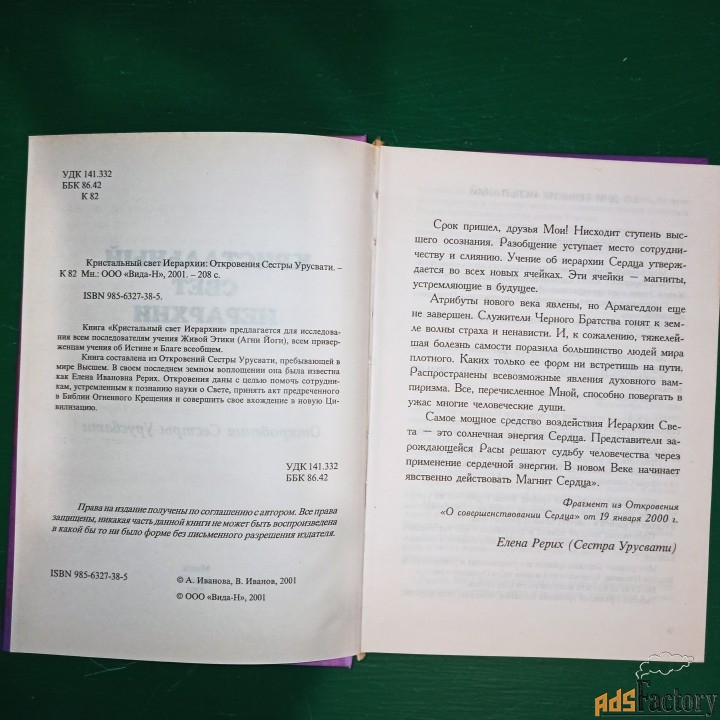 УДК 141.332
ББК 86.42
К 82
Кристальный свет Иерархии: Откровения Сестры Урусвати. –
К 82 Мн.: ООО «Вида-Н», 2001. – 208 с.
ISBN 985-6327-38-5.
Книга «Кристальный свет Иерархии» предлагается для исследова-
ния всем последователям учения Живой Этики (Агни Йоги), всем привер-
женцам учения об Истине и Благе всеобщем.
Книга составлена из Откровений Сестры Урусвати, пребывающей в
мире Высшем. В своем последнем земном воплощении она была известна
как Елена Ивановна Рерих. Откровения даны с целью помочь сотрудни-
кам, устремленным к познанию науки о Свете, принять акт предреченного
в Библии Огненного Крещения и совершить свое вхождение в новую Ци-
вилизацию.
УДК 141.332
ББК 86.42
Права на издание получены по соглашению с автором. Все права
защищены, никакая часть данной книги не может быть воспроизведена
в какой бы то ни было форме без письменного разрешения издателя.
ISBN 985-6327-38-5
© А. Иванова, В. Иванов, 2001
© ООО «Вида-Н», 2001
Срок пришел, друзья Мои! Нисходит ступень выс-
шего осознания. Разобщение уступает место сотрудни-
честву и слиянию. Учение об иерархии Сердца утверж-
дается во всех новых ячейках. Эти ячейки – магниты,
устремляющие в будущее.
Атрибуты нового века явлены, но Армагеддон еще
не завершен. Служители Черного Братства гонят к зем-
ле волны страха и ненависти. И, к сожалению, тяжелей-
шая болезнь самости поразила большинство людей мира
плотного. Каких только ее форм ни встретишь на пути.
Распространены всевозможные явления духовного вам-
пиризма. Все, перечисленное Мной, способно повергать в
ужас многие человеческие души.
Самое мощное средство воздействия Иерархии Све-
та – это солнечная энергия Сердца. Представители за-
рождающейся Расы решают судьбу человечества через
применение сердечной энергии. В новом Веке начинает
явственно действовать Магнит Сердца».
Фрагмент из Откровения
«О совершенствовании Сердца» от 19 января 2000 г.
Елена Рерих (Сестра Урусвати)
AdsFactory